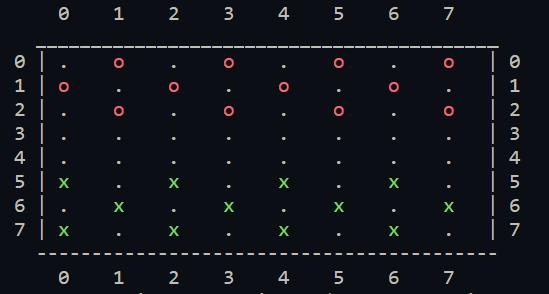 0 1 2 3 4 5 6 7
_________________________________________
0 | . o . o . o . o | 0
1 | o . o . o . o . | 1
2 | . o . o . o . o | 2
3 | . . . . . . . . | 3
4 | . . . . . . . . | 4
5 | x . x . x . x . | 5
6 | . x . x . x . x | 6
7 | x . x . x . x . | 7
------------------------------------------
0 1 2 3 4 5 6 7